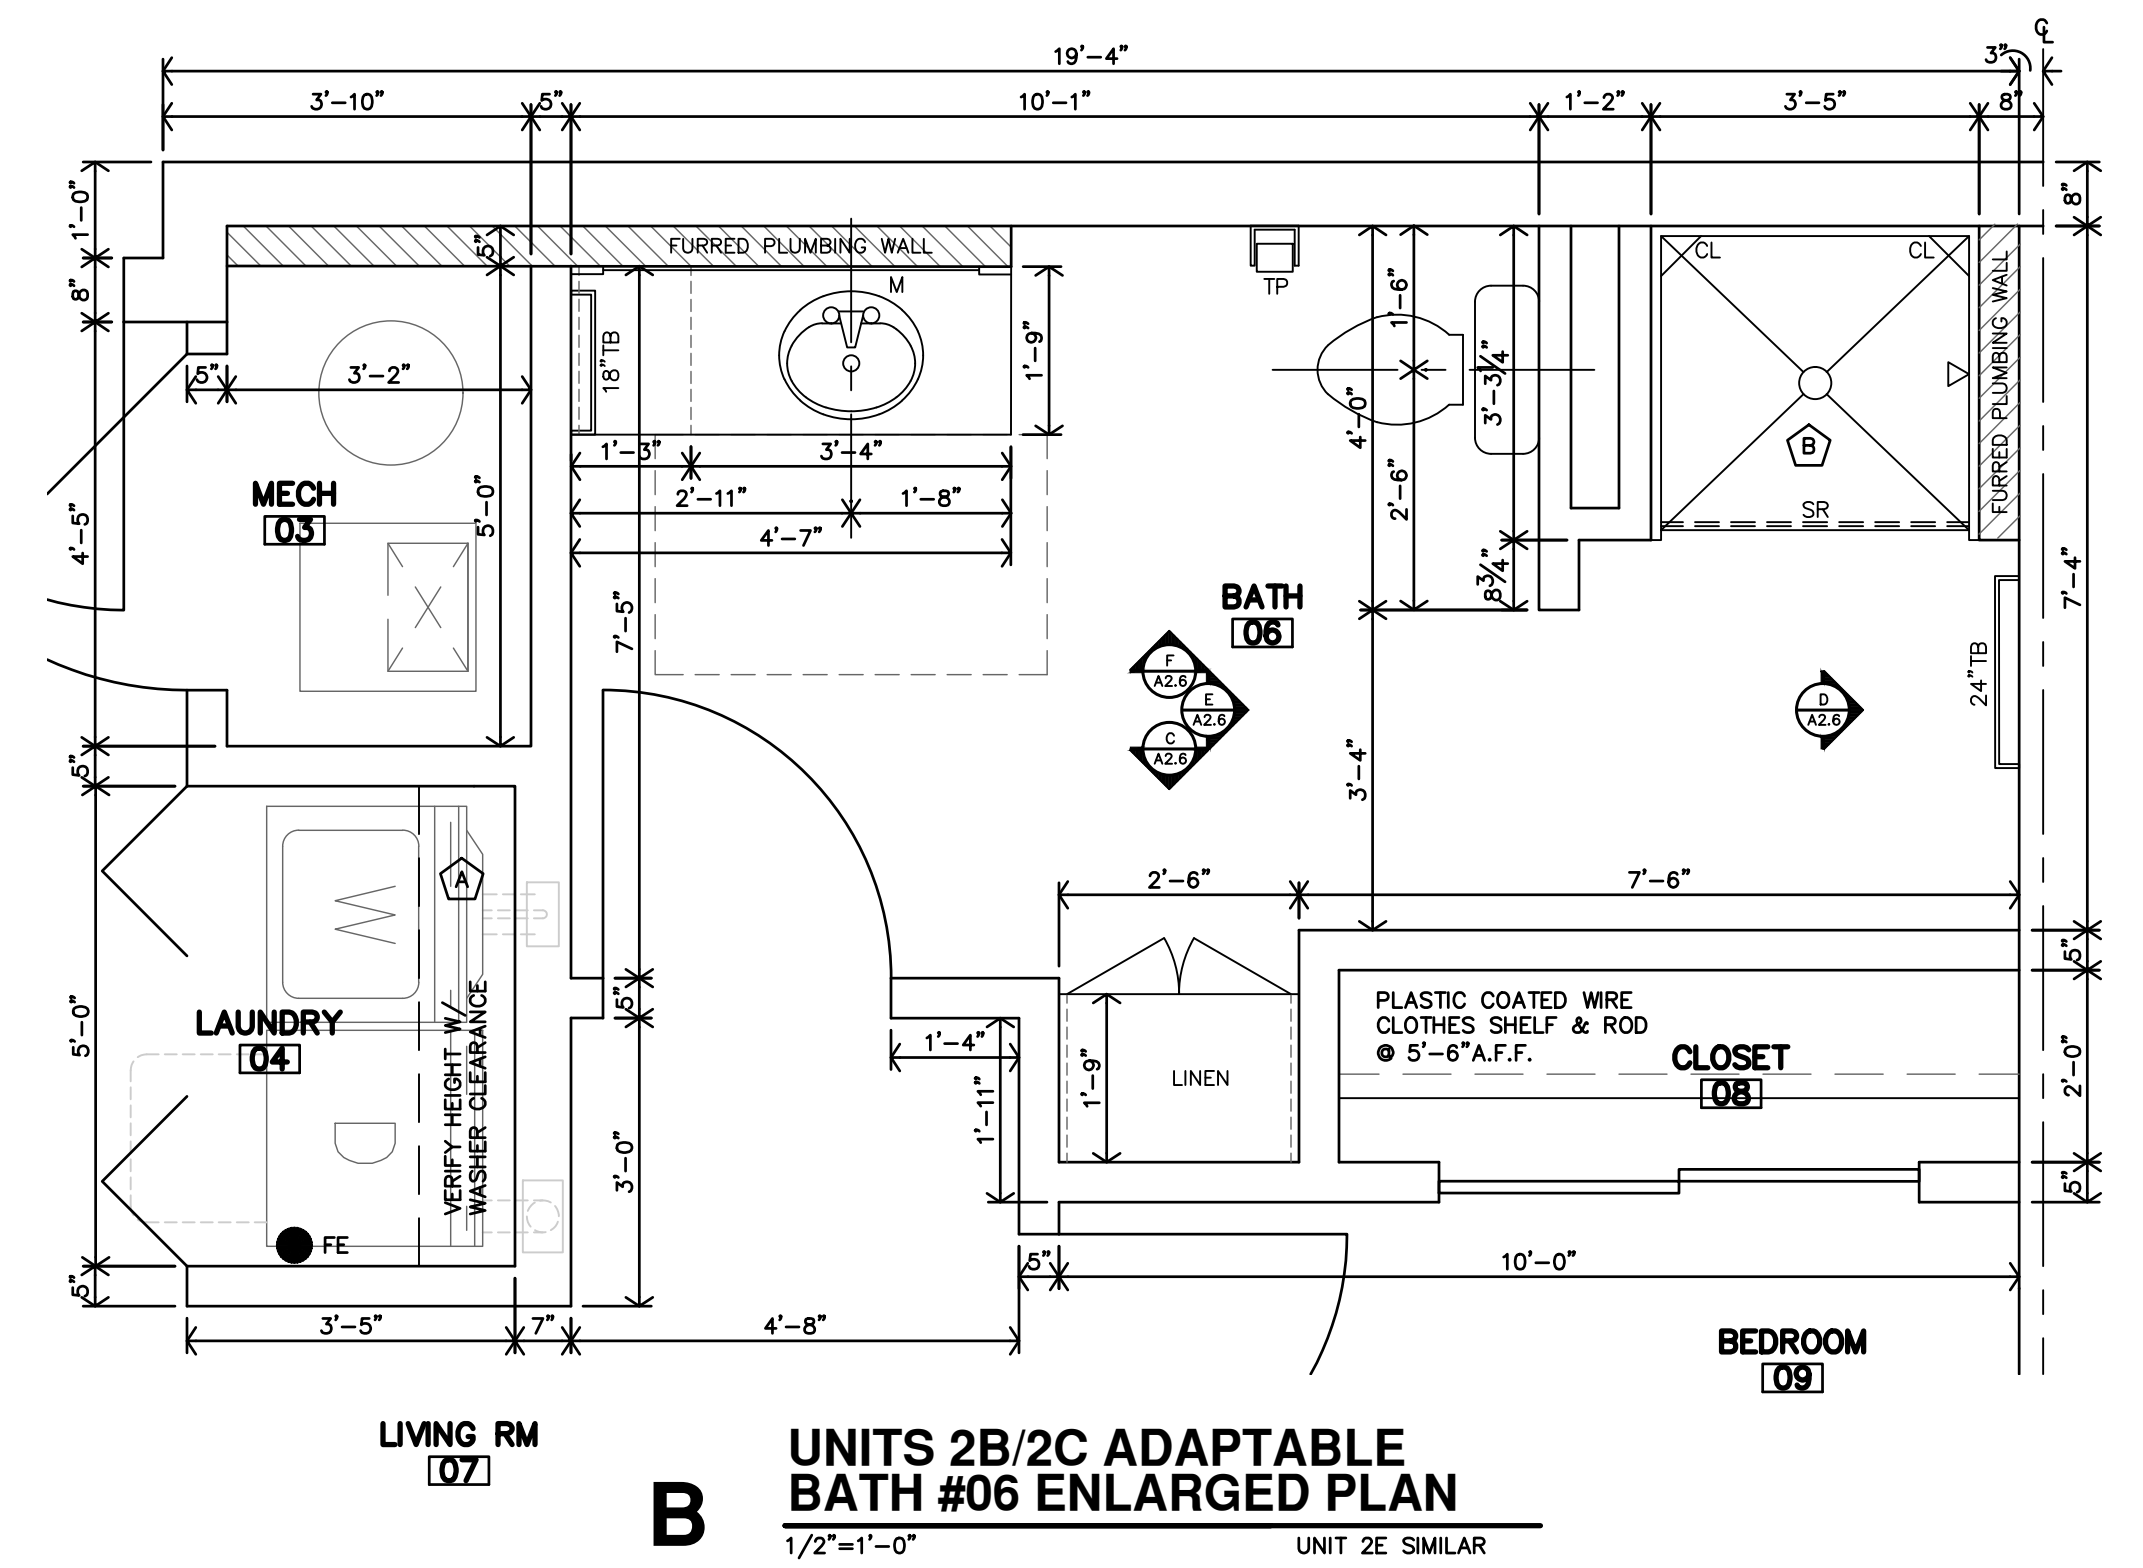 CL
19'-4"
3"
3'-10"
5"
10'-1"
1'-2"
3'-5"
8"
1'-0"
8"
4'-5"
5"
5'-0"
5"
5"
FURRED PLUMBING WALL
M
18"TB
1'-9"
TP
1'-6"
3'-3¼"
4'-0"
2'-6"
8¾"
CL
CL
B
SR
FURRED PLUMBING WALL
8"
7'-4"
5"
3'-2"
MECH
03
5'-0"
1'-3"
3'-4"
2'-11"
1'-8"
4'-7"
7'-5"
BATH
06
F
A2.6
E
A2.6
C
A2.6
D
A2.6
24"TB
3'-4"
2'-6"
7'-6"
A
LAUNDRY
04
VERIFY HEIGHT W/
WASHER CLEARANCE
FE
5"
3'-0"
1'-4"
1'-11"
1'-9"
LINEN
PLASTIC COATED WIRE
CLOTHES SHELF & ROD
@ 5'-6"A.F.F.
CLOSET
08
5"
2'-0"
5"
5"
10'-0"
3'-5"
7"
4'-8"
BEDROOM
09
LIVING RM
07
B
UNITS 2B/2C ADAPTABLE
BATH #06 ENLARGED PLAN
1/2"=1'-0"
UNIT 2E SIMILAR